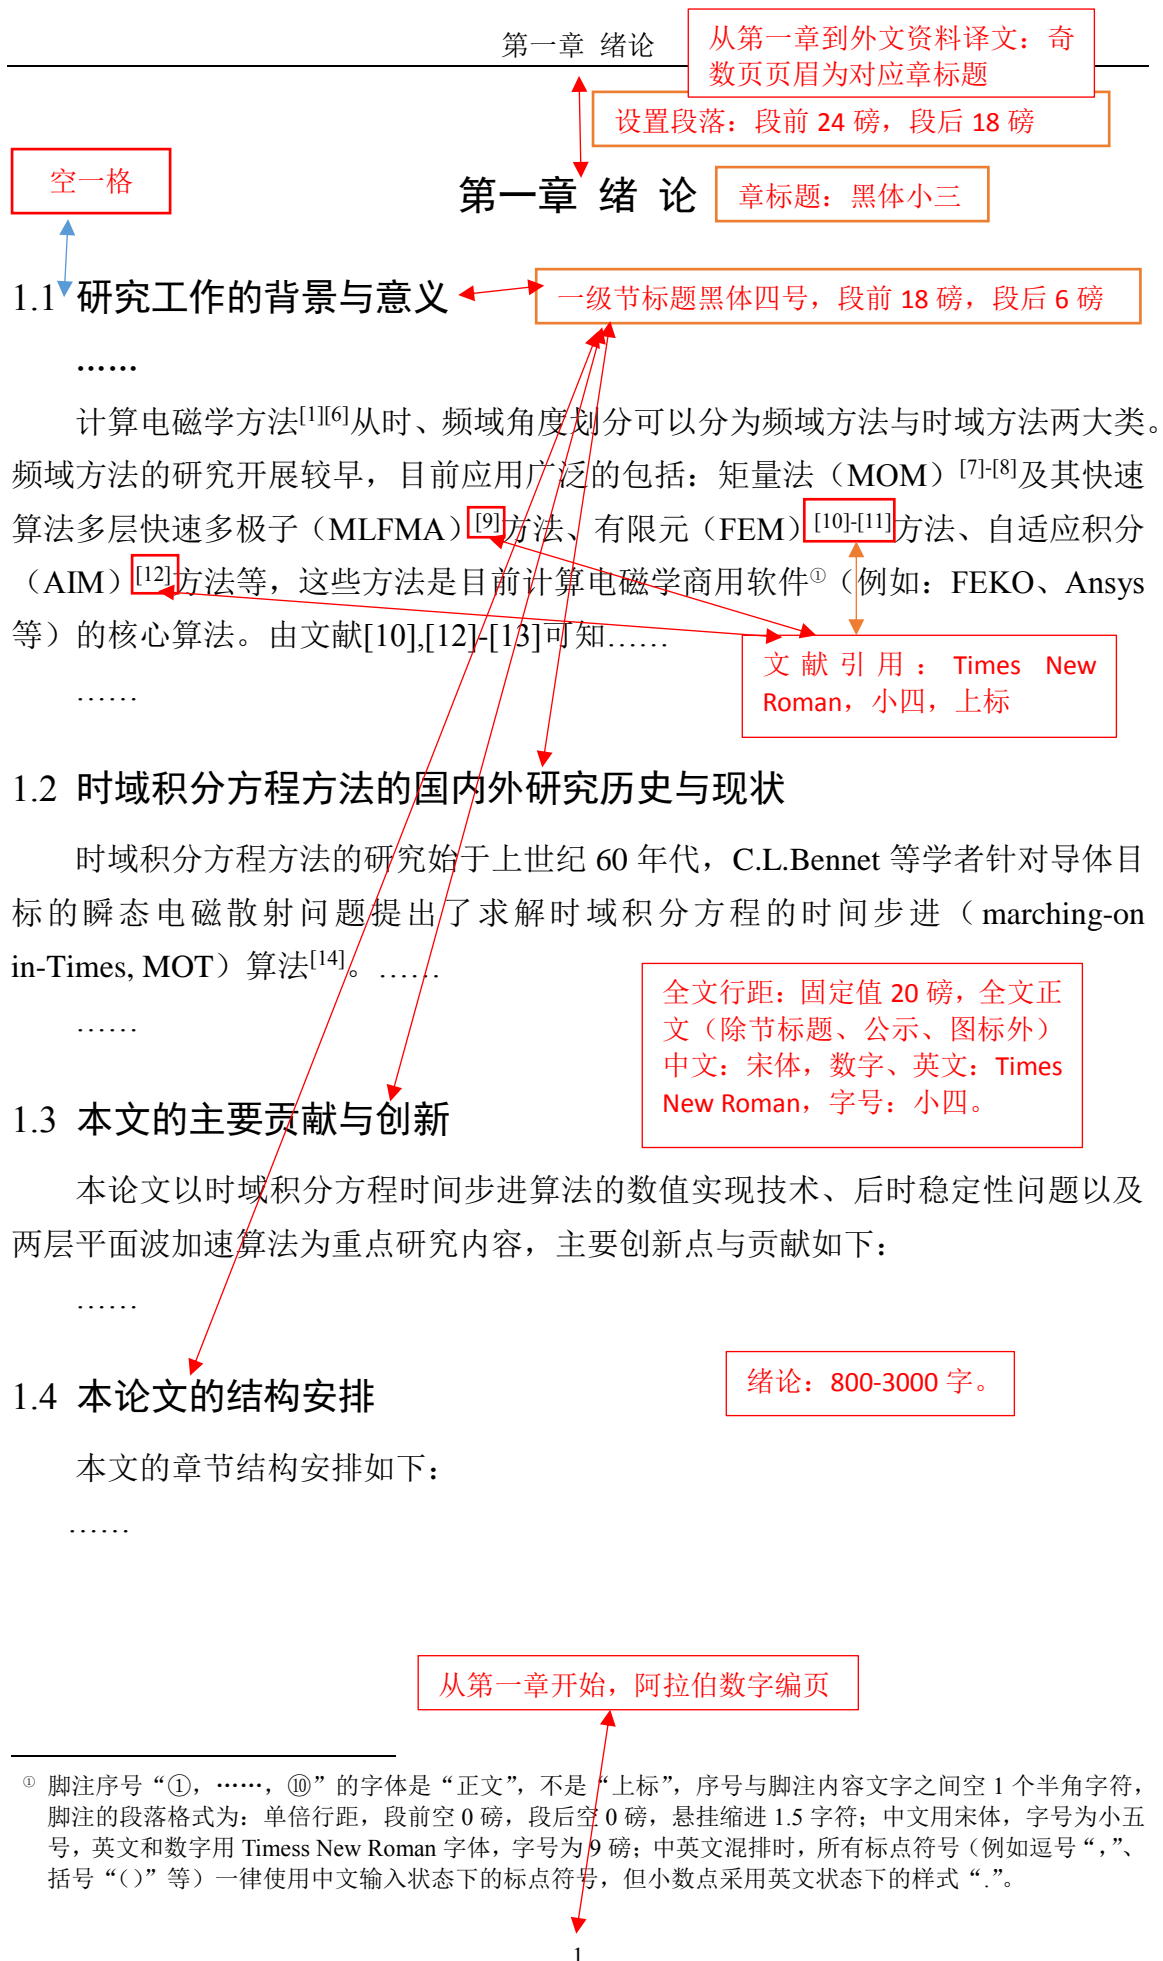 第一章 绪论
从第一章到外文资料译文：奇
数页页眉为对应章标题
设置段落：段前 24 磅，段后 18 磅
空一格
第一章 绪 论
章标题：黑体小三
1.1 研究工作的背景与意义
一级节标题黑体四号，段前 18 磅，段后 6 磅
……
计算电磁学方法[1][6]从时、频域角度划分可以分为频域方法与时域方法两大类。
频域方法的研究开展较早，目前应用广泛的包括：矩量法（MOM）[7]-[8]及其快速
算法多层快速多极子（MLFMA）[9]方法、有限元（FEM）[10]-[11]方法、自适应积分
（AIM）[12]方法等，这些方法是目前计算电磁学商用软件①（例如：FEKO、Ansys
等）的核心算法。由文献[10],[12]-[13]可知……
文献引用：Times New
Roman，小四，上标
……
1.2 时域积分方程方法的国内外研究历史与现状
时域积分方程方法的研究始于上世纪 60 年代，C.L.Bennet 等学者针对导体目
标的瞬态电磁散射问题提出了求解时域积分方程的时间步进（marching-on
in-Times, MOT）算法[14]。……
……
全文行距：固定值 20 磅，全文正
文（除节标题、公示、图标外）
中文：宋体，数字、英文：Times
New Roman，字号：小四。
1.3 本文的主要贡献与创新
本论文以时域积分方程时间步进算法的数值实现技术、后时稳定性问题以及
两层平面波加速算法为重点研究内容，主要创新点与贡献如下：
……
1.4 本论文的结构安排
绪论：800-3000 字。
本文的章节结构安排如下：
……
从第一章开始，阿拉伯数字编页
① 脚注序号“①，……，⑩”的字体是“正文”，不是“上标”，序号与脚注内容文字之间空 1 个半角字符，
脚注的段落格式为：单倍行距，段前空 0 磅，段后空 0 磅，悬挂缩进 1.5 字符；中文用宋体，字号为小五
号，英文和数字用 Timess New Roman 字体，字号为 9 磅；中英文混排时，所有标点符号（例如逗号“，”、
括号“（）”等）一律使用中文输入状态下的标点符号，但小数点采用英文状态下的样式“.”。
1